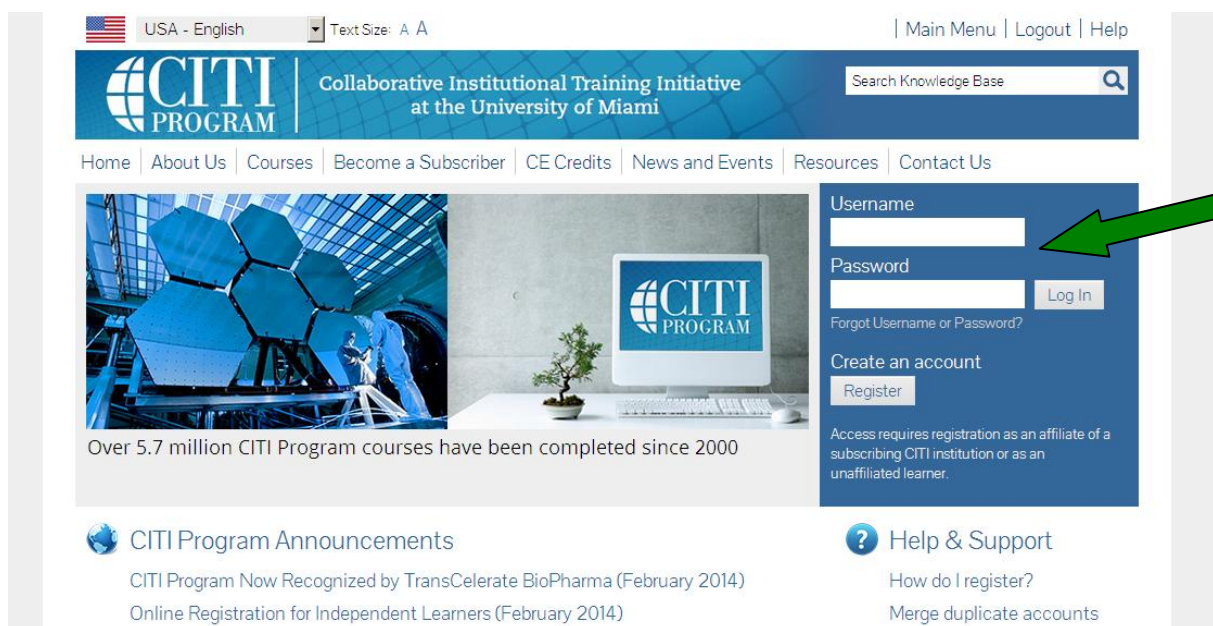 USA - English Text Size: A A | Main Menu | Logout | Help
CITI
PROGRAM
Collaborative Institutional Training Initiative
at the University of Miami
Search Knowledge Base
Home | About Us | Courses | Become a Subscriber | CE Credits | News and Events | Resources | Contact Us
CITI
PROGRAM
Over 5.7 million CITI Program courses have been completed since 2000
Username
Password
Log In
Forgot Username or Password?
Create an account
Register
Access requires registration as an affiliate of a
subscribing CITI institution or as an
unaffiliated learner.
CITI Program Announcements
CITI Program Now Recognized by TransCelerate BioPharma (February 2014)
Online Registration for Independent Learners (February 2014)
Help & Support
How do I register?
Merge duplicate accounts